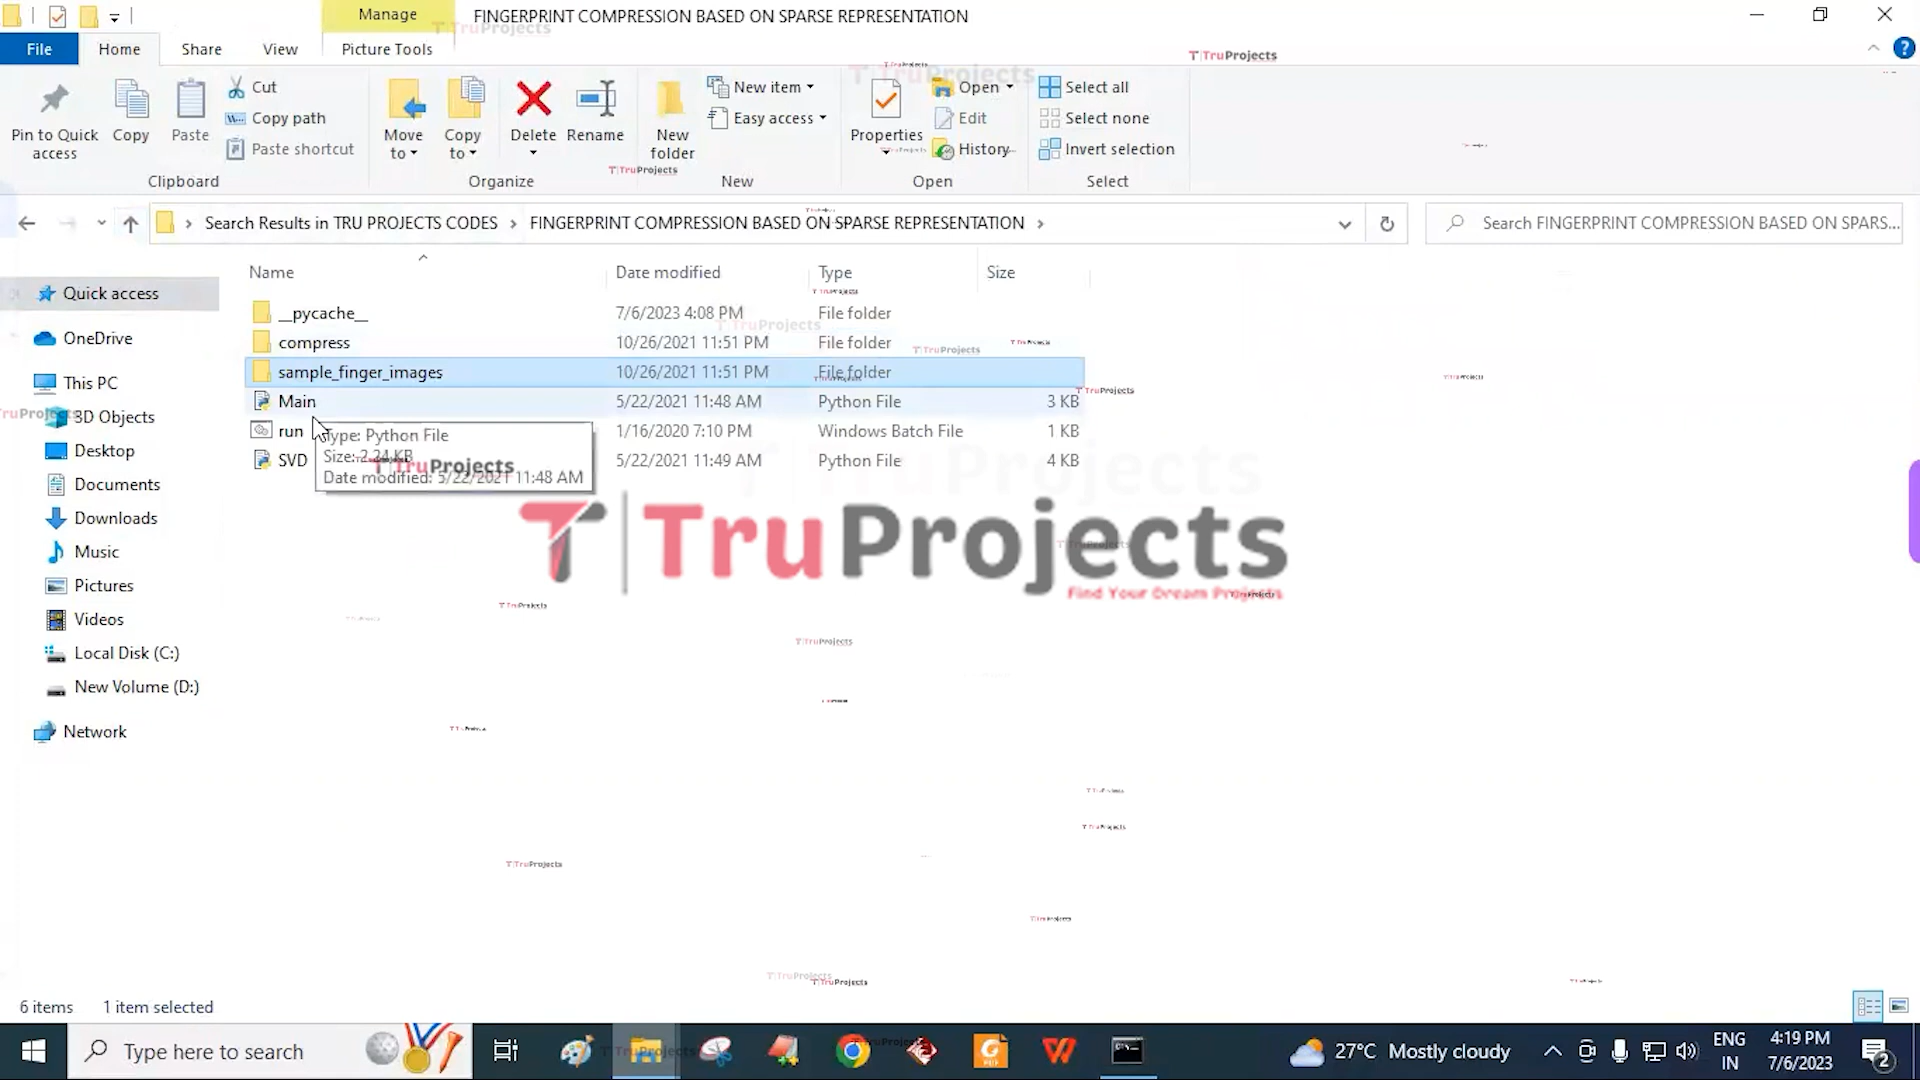 Manage
FINGERPRINT COMPRESSION BASED ON SPARSE REPRESENTATION
File
Home
Share
View
Picture Tools
Pin to Quick access
Copy
Paste
Cut
Copy path
Paste shortcut
Clipboard
Move to
Copy to
Delete
Rename
Organize
New folder
New item
Easy access
New
Properties
Open
Edit
History
Open
Select all
Select none
Invert selection
Select
Search Results in TRU PROJECTS CODES
FINGERPRINT COMPRESSION BASED ON SPARSE REPRESENTATION
Search FINGERPRINT COMPRESSION BASED ON SPARS...
Name Date modified Type Size
__pycache__ 7/6/2023 4:08 PM File folder
compress 10/26/2021 11:51 PM File folder
sample_finger_images 10/26/2021 11:51 PM File folder
Main 5/22/2021 11:48 AM Python File 3 KB
run 1/16/2020 7:10 PM Windows Batch File 1 KB
SVD 5/22/2021 11:49 AM Python File 4 KB
Type: Python File
Size: 2.24 KB
Date modified: 5/22/2021 11:48 AM
Quick access
OneDrive
This PC
3D Objects
Desktop
Documents
Downloads
Music
Pictures
Videos
Local Disk (C:)
New Volume (D:)
Network
TruProjects
Find Your Dream Projects
6 items 1 item selected
Type here to search
27°C Mostly cloudy
ENG
IN
4:19 PM
7/6/2023
2